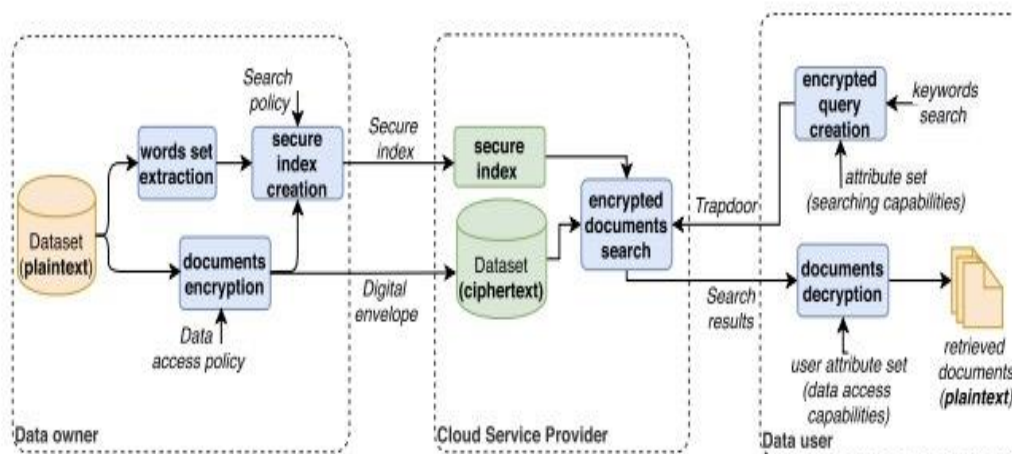 Search
policy
words set
extraction
secure
index
creation
Dataset
(plaintext)
documents
encryption
Data
access policy
Data owner
Secure
index
Digital
envelope
secure
index
Dataset
(ciphertext)
encrypted
documents
search
Cloud Service Provider
Trapdoor
Search
results
encrypted
query
creation
keywords
search
attribute set
(searching capabilities)
documents
decryption
user attribute set
(data access
capabilities)
retrieved
documents
(plaintext)
Data user